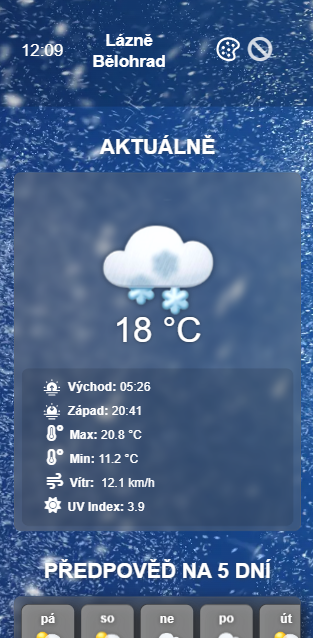 12:09
Lázně
Bělohrad
AKTUÁLNĚ
18 °C
Východ: 05:26
Západ: 20:41
Max: 20.8 °C
Min: 11.2 °C
Vítr: 12.1 km/h
UV Index: 3.9
PŘEDPOVĚĎ NA 5 DNÍ
pá so ne po út